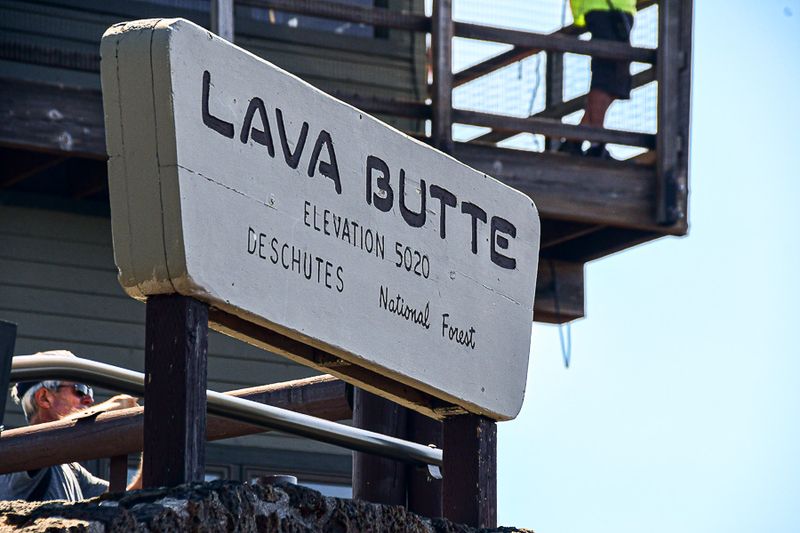 LAVA BUTTE
ELEVATION 5020
DESCHUTES National Forest